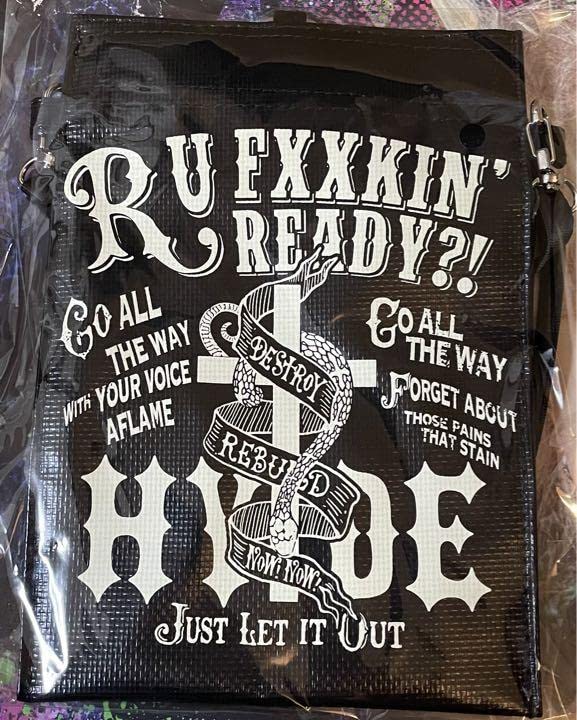 R U FXXKIN'
READY?!
GO ALL
THE WAY
WITH YOUR VOICE
AFLAME
GO ALL
THE WAY
FORGET ABOUT
THOSE PAINS
THAT STAIN
DESTROY
REBUILD
HYDE
NOW! NOW!
JUST LET IT OUT